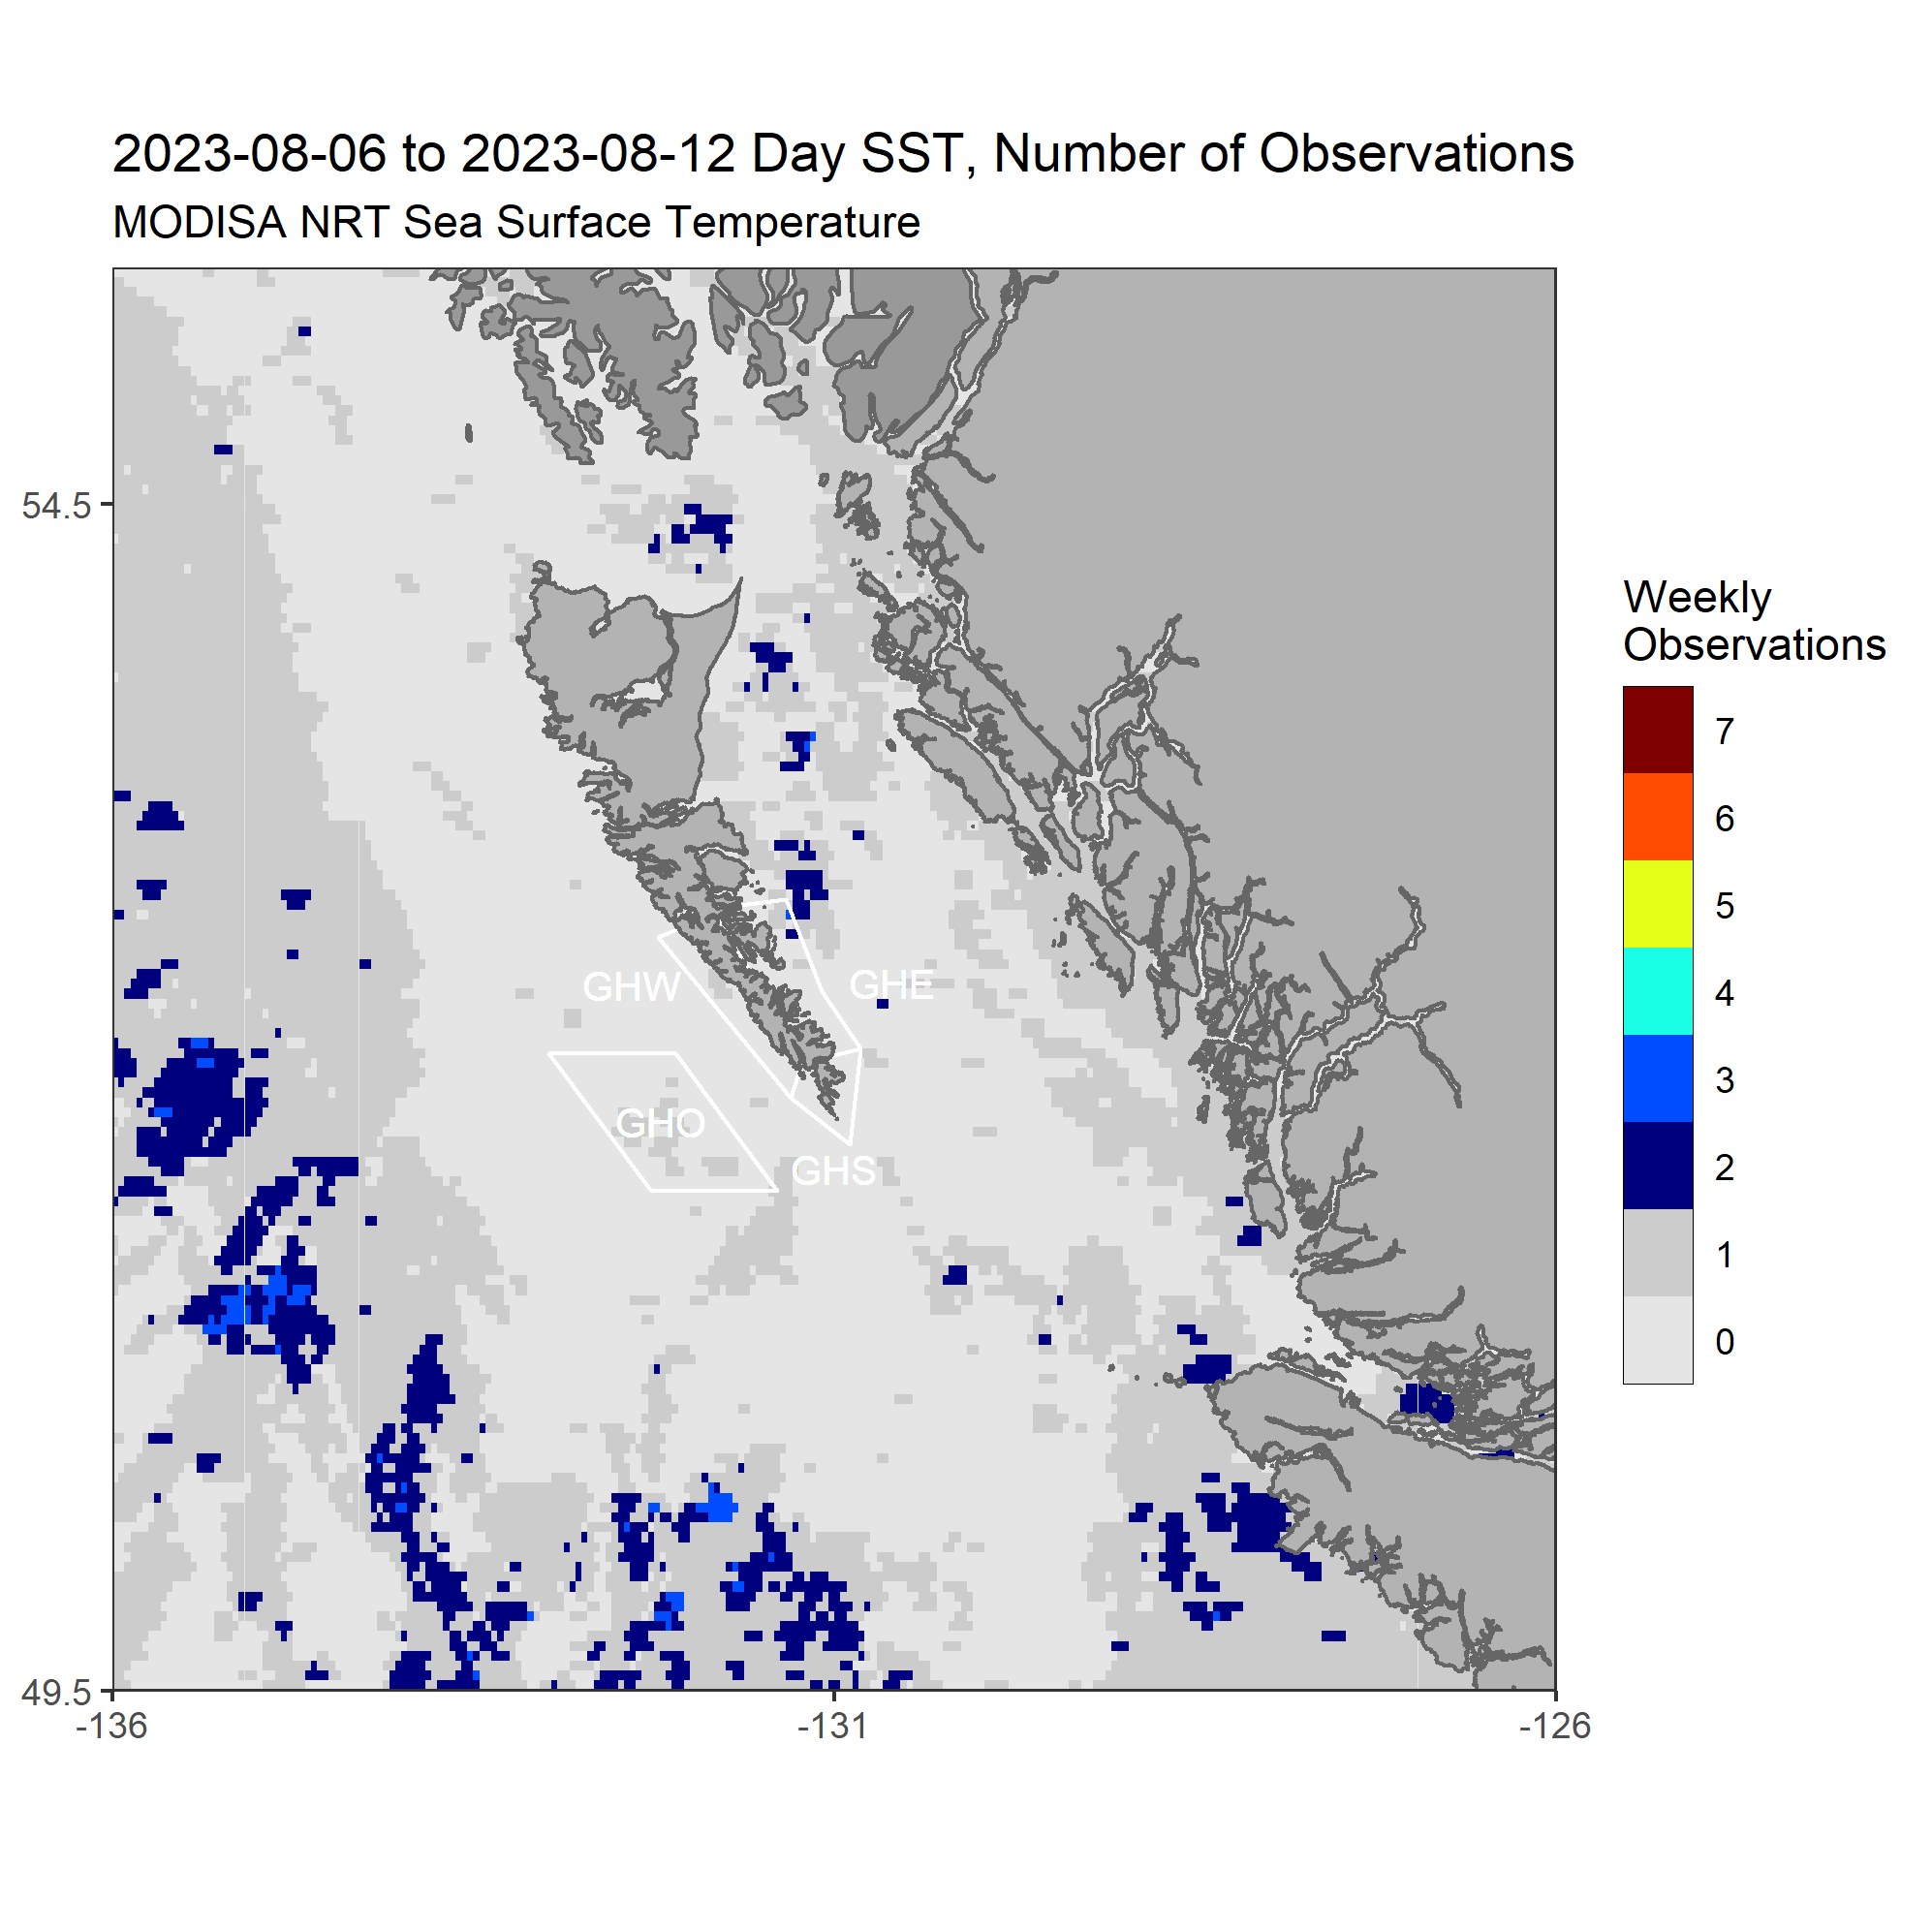 2023-08-06 to 2023-08-12 Day SST, Number of Observations
MODISA NRT Sea Surface Temperature
54.5
49.5
-136
-131
-126
GHW
GHE
GHO
GHS
Weekly
Observations
7
6
5
4
3
2
1
0